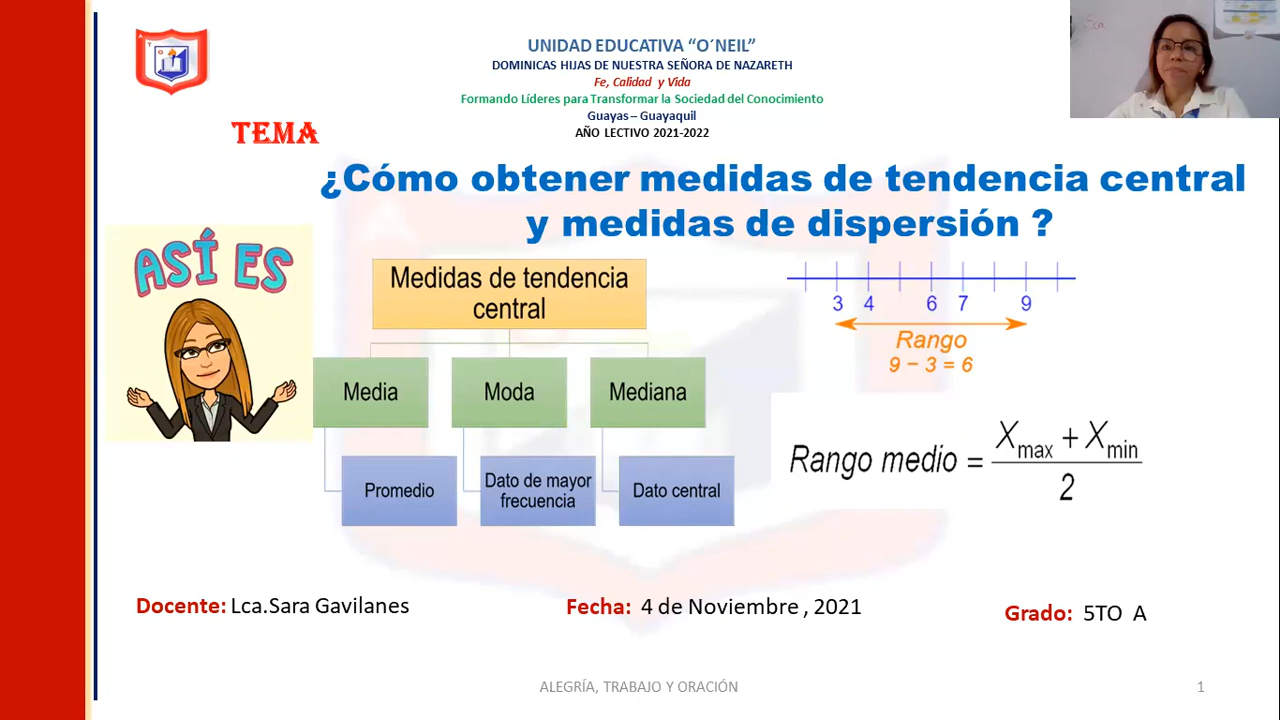 UNIDAD EDUCATIVA “O´NEIL”
DOMINICAS HIJAS DE NUESTRA SEÑORA DE NAZARETH
Fe, Calidad y Vida
Formando Líderes para Transformar la Sociedad del Conocimiento
Guayas – Guayaquil
AÑO LECTIVO 2021-2022
TEMA
¿Cómo obtener medidas de tendencia central
y medidas de dispersión ?
ASÍ ES
Medidas de tendencia
central
Media
Moda
Mediana
Promedio
Dato de mayor
frecuencia
Dato central
3 4 6 7 9
Rango
9 − 3 = 6
Rango medio = (Xmax + Xmin) / 2
Docente: Lca.Sara Gavilanes
Fecha: 4 de Noviembre , 2021
Grado: 5TO A
ALEGRÍA, TRABAJO Y ORACIÓN
1